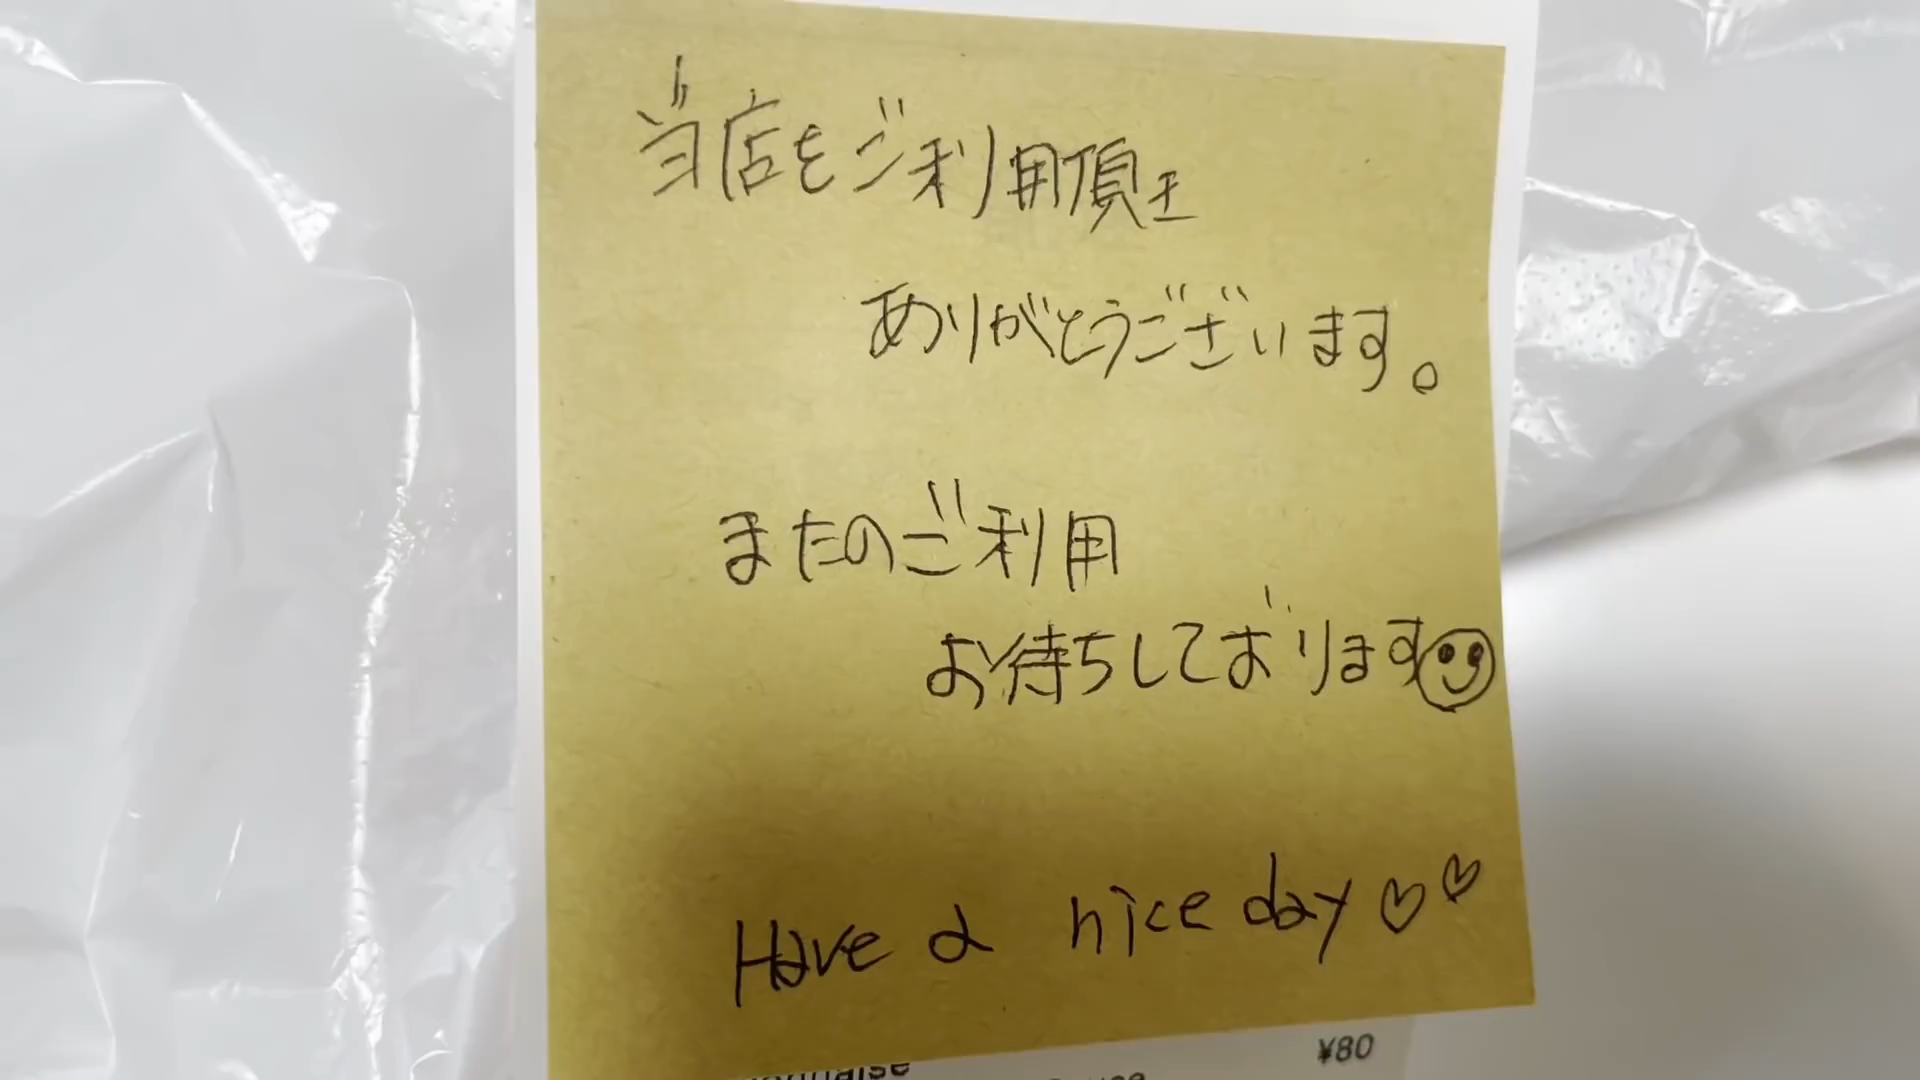 当店をご利用頂き
ありがとうございます。
またのご利用
お待ちしております
Have a nice day♡♡
¥80